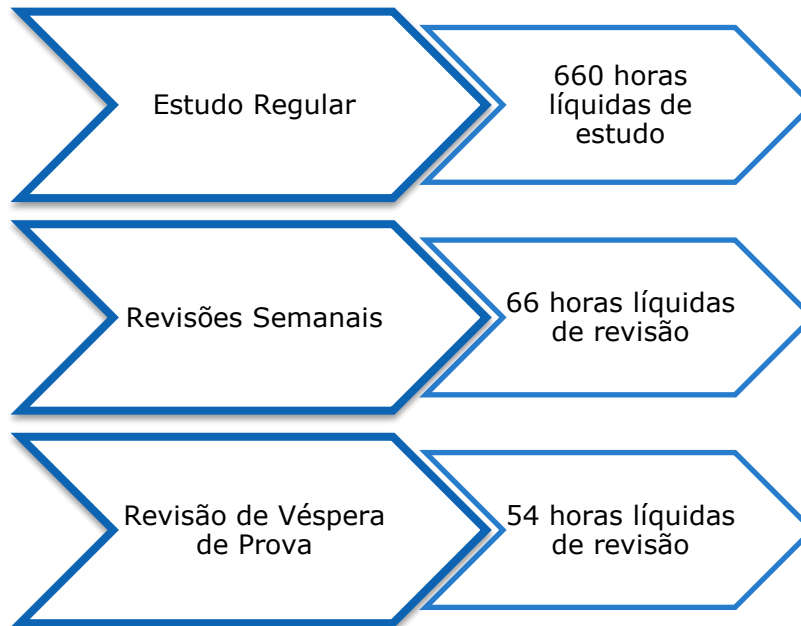 Estudo Regular
660 horas
líquidas de
estudo
Revisões Semanais
66 horas líquidas
de revisão
Revisão de Véspera
de Prova
54 horas líquidas
de revisão